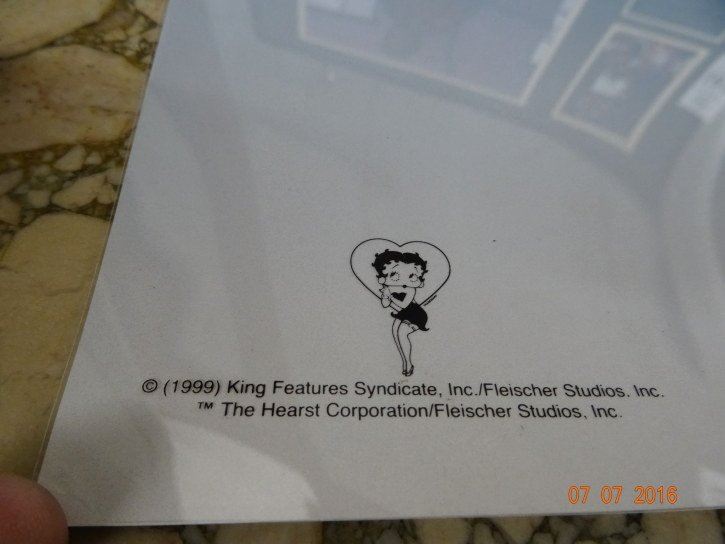 © (1999) King Features Syndicate, Inc./Fleischer Studios. Inc.
™ The Hearst Corporation/Fleischer Studios, Inc.
07 07 2016